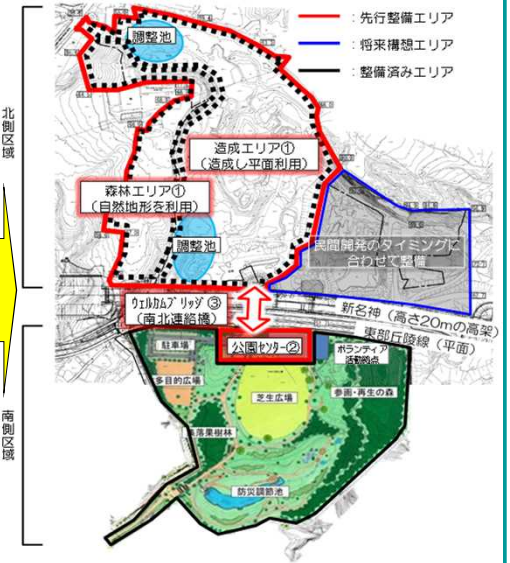 : 先行整備エリア
: 将来構想エリア
: 整備済みエリア
北側区域
調整池
造成エリア①
(造成し平面利用)
森林エリア①
(自然地形を利用)
調整池
民間開発のタイミングに
合わせて整備
ウェルカムブリッジ③
(南北連絡橋)
新名神(高さ20mの高架)
東部丘陵線(平面)
南側区域
駐車場
公園センター②
ボランティア
活動拠点
多目的広場
芝生広場
参画・再生の森
落果樹林
防災調節池